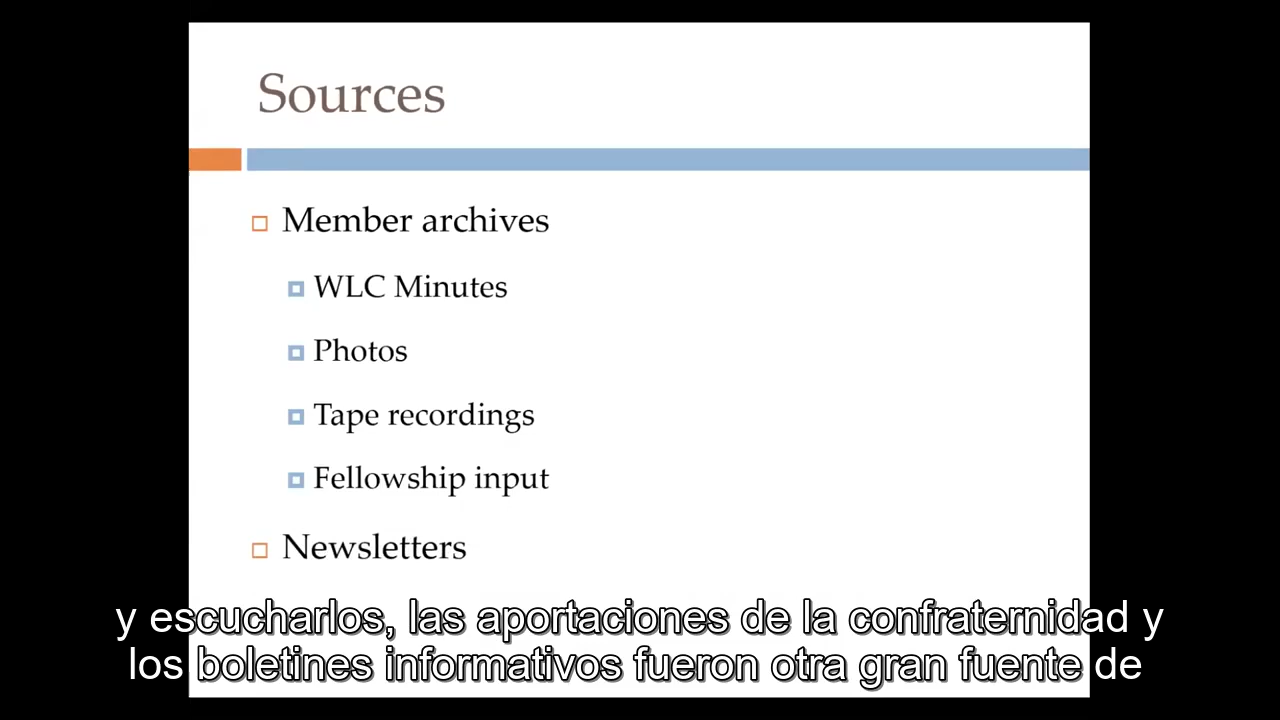 Sources
Member archives
WLC Minutes
Photos
Tape recordings
Fellowship input
Newsletters
y escucharlos, las aportaciones de la confraternidad y
los boletines informativos fueron otra gran fuente de